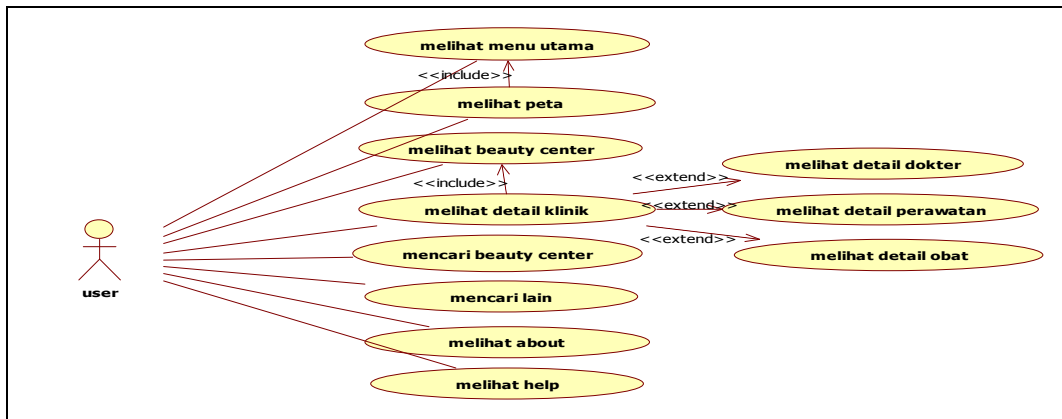 melihat menu utama
<<include>>
melihat peta
melihat beauty center
<<include>>
melihat detail klinik
mencari beauty center
mencari lain
melihat about
melihat help
user
<<extend>>
<<extend>>
<<extend>>
melihat detail dokter
melihat detail perawatan
melihat detail obat